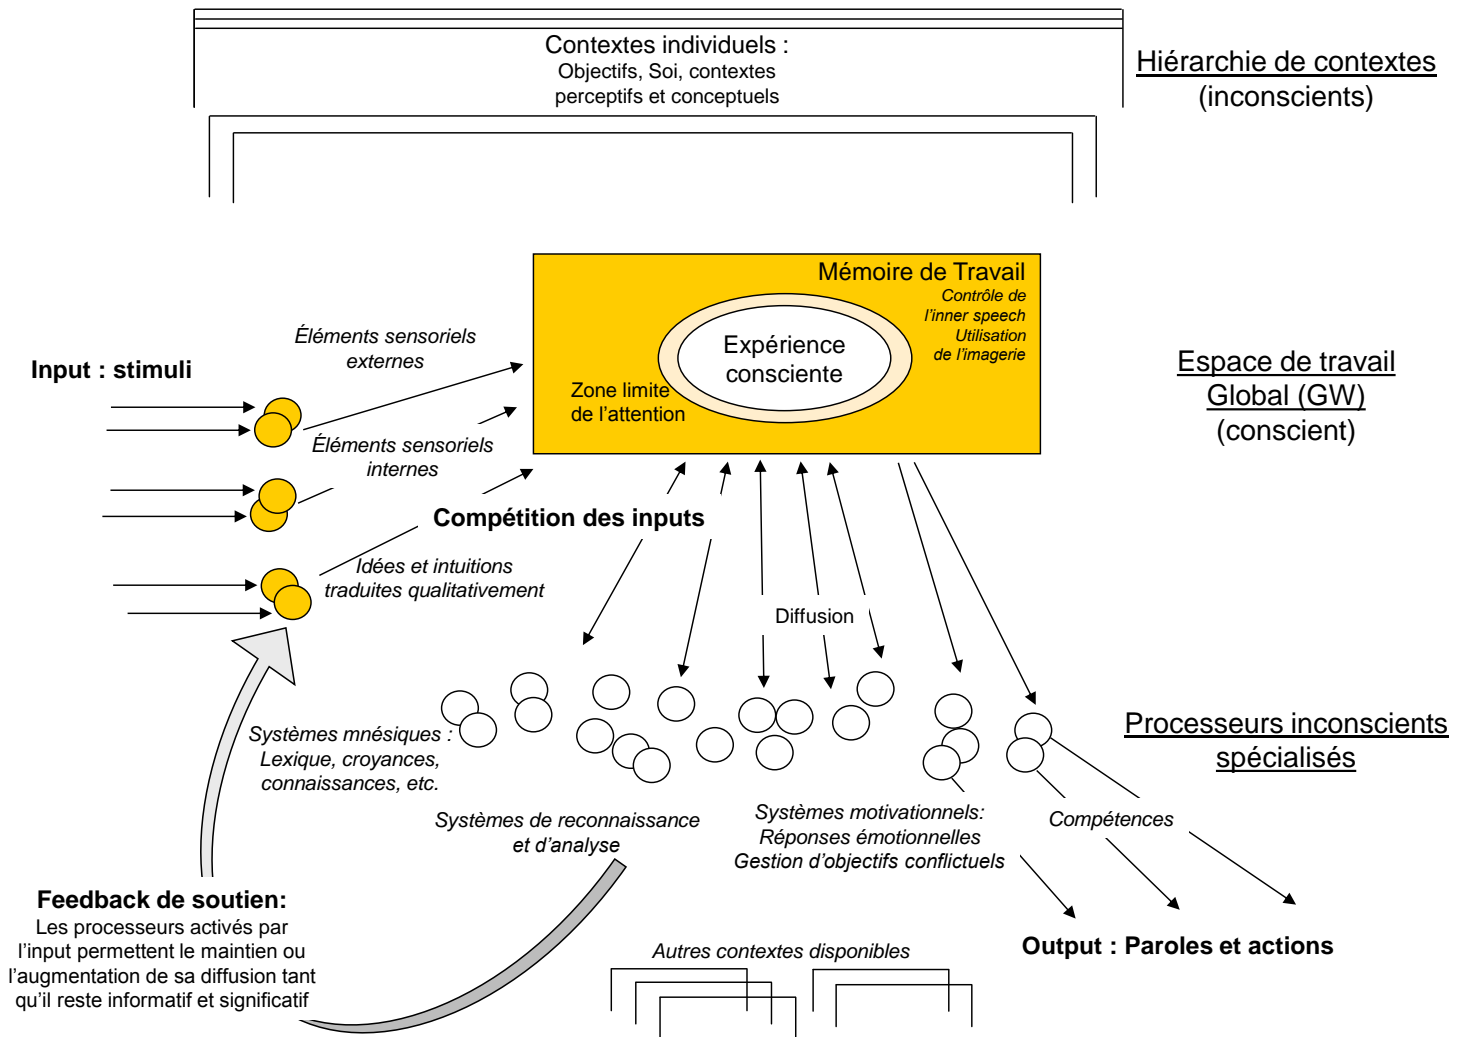 Contextes individuels :
Objectifs, Soi, contextes
perceptifs et conceptuels
Hiérarchie de contextes
(inconscients)
Mémoire de Travail
Contrôle de
l’inner speech
Utilisation
de l’imagerie
Expérience
consciente
Zone limite
de l’attention
Espace de travail
Global (GW)
(conscient)
Input : stimuli
Éléments sensoriels
externes
Éléments sensoriels
internes
Compétition des inputs
Idées et intuitions
traduites qualitativement
Diffusion
Processeurs inconscients
spécialisés
Systèmes mnésiques :
Lexique, croyances,
connaissances, etc.
Systèmes de reconnaissance
et d’analyse
Systèmes motivationnels:
Réponses émotionnelles
Gestion d’objectifs conflictuels
Compétences
Feedback de soutien:
Les processeurs activés par
l’input permettent le maintien ou
l’augmentation de sa diffusion tant
qu’il reste informatif et significatif
Output : Paroles et actions
Autres contextes disponibles